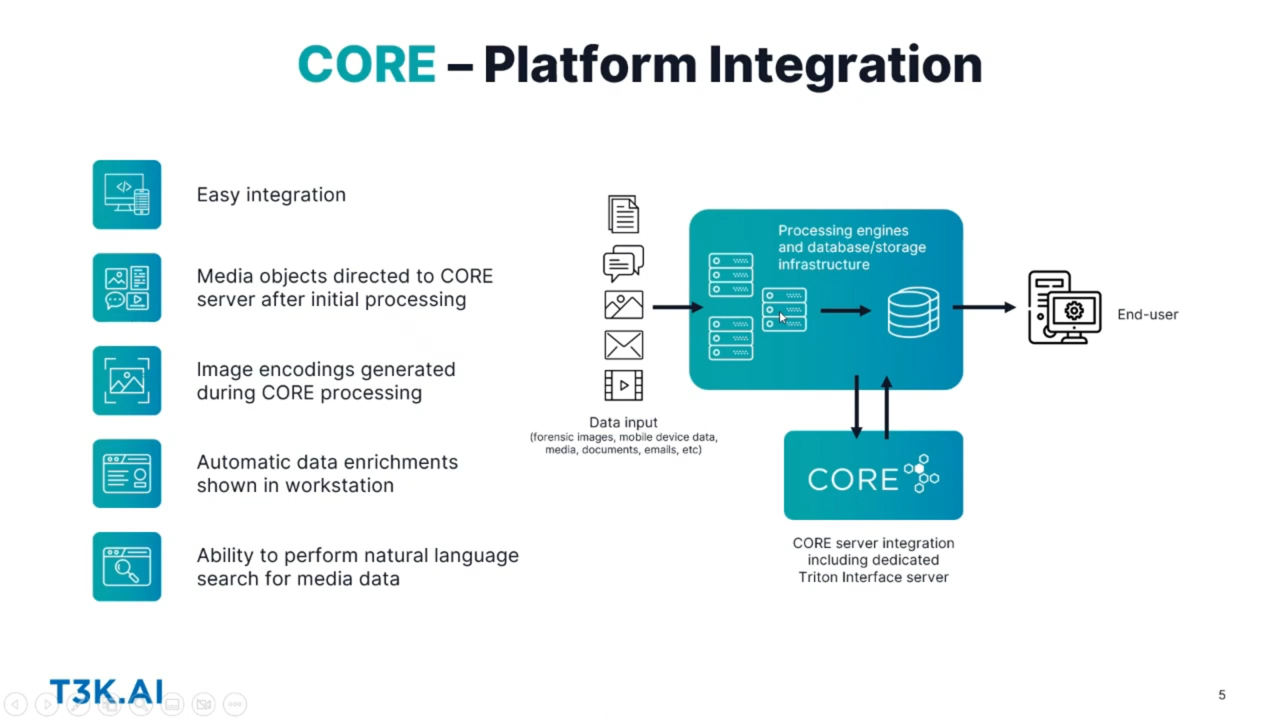 CORE – Platform Integration
Easy integration
Media objects directed to CORE
server after initial processing
Image encodings generated
during CORE processing
Automatic data enrichments
shown in workstation
Ability to perform natural language
search for media data
Data input
(forensic images, mobile device data,
media, documents, emails, etc)
Processing engines
and database/storage
infrastructure
End-user
CORE
CORE server integration
including dedicated
Triton Interface server
T3K.AI
5